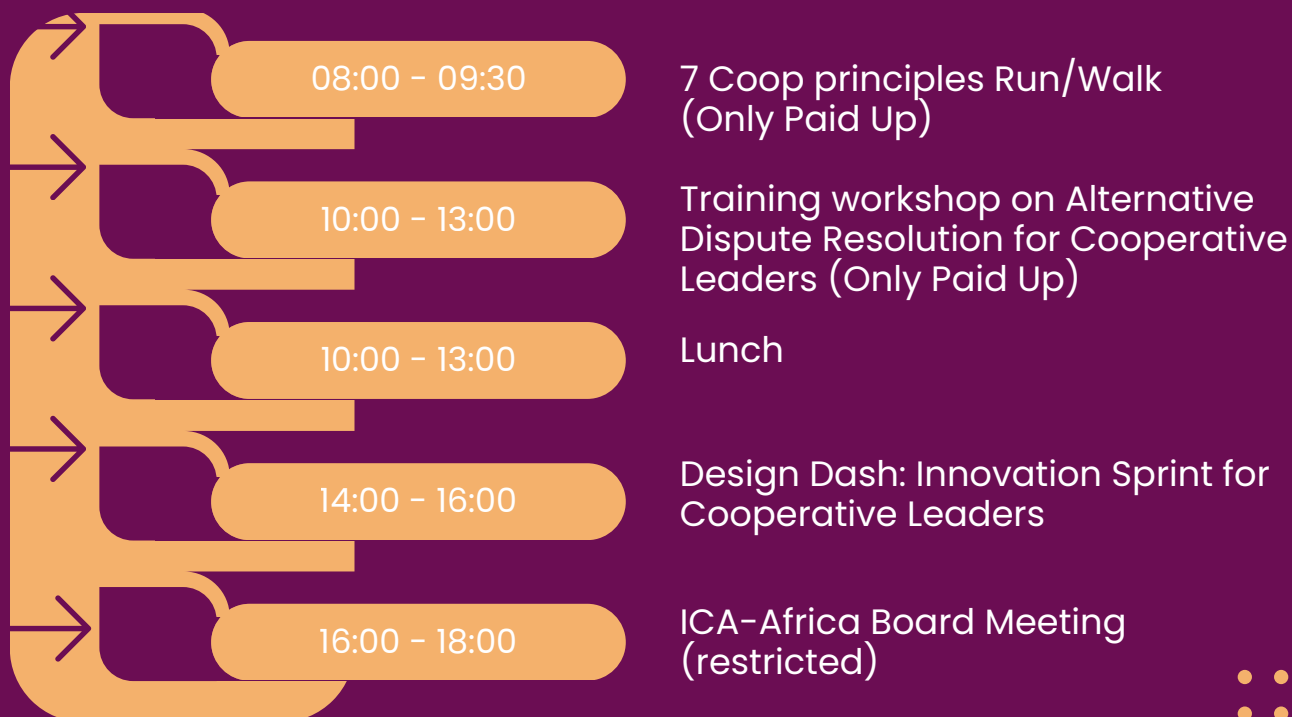 08:00 - 09:30
7 Coop principles Run/Walk
(Only Paid Up)
10:00 - 13:00
Training workshop on Alternative
Dispute Resolution for Cooperative
Leaders (Only Paid Up)
10:00 - 13:00
Lunch
14:00 - 16:00
Design Dash: Innovation Sprint for
Cooperative Leaders
16:00 - 18:00
ICA-Africa Board Meeting
(restricted)